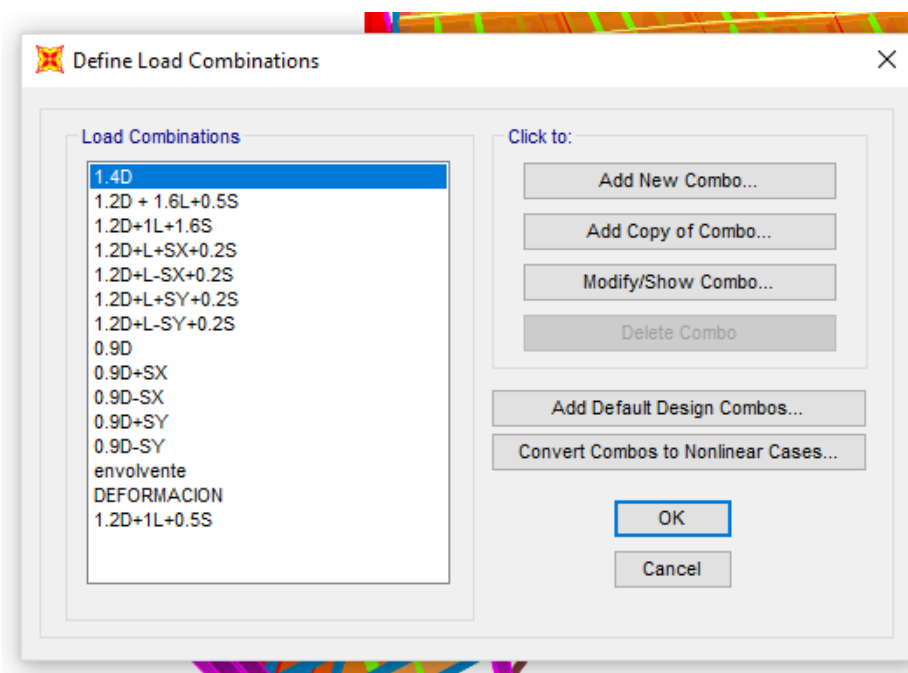 Define Load Combinations
Load Combinations
1.4D
1.2D + 1.6L+0.5S
1.2D+1L+1.6S
1.2D+L+SX+0.2S
1.2D+L-SX+0.2S
1.2D+L+SY+0.2S
1.2D+L-SY+0.2S
0.9D
0.9D+SX
0.9D-SX
0.9D+SY
0.9D-SY
envolvente
DEFORMACION
1.2D+1L+0.5S
Click to:
Add New Combo...
Add Copy of Combo...
Modify/Show Combo...
Delete Combo
Add Default Design Combos...
Convert Combos to Nonlinear Cases...
OK
Cancel